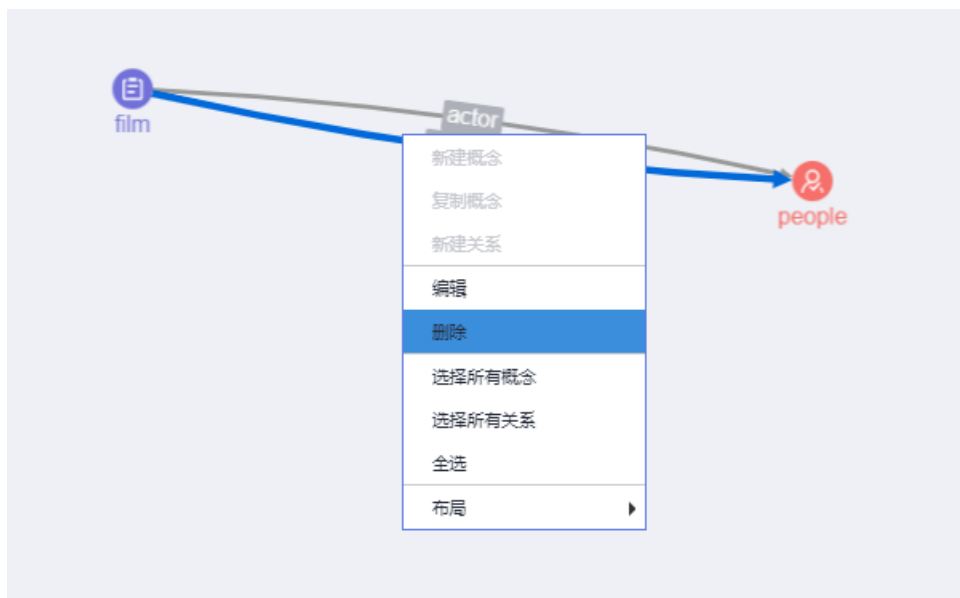 film
actor
people
新建概念
复制概念
新建关系
编辑
删除
选择所有概念
选择所有关系
全选
布局